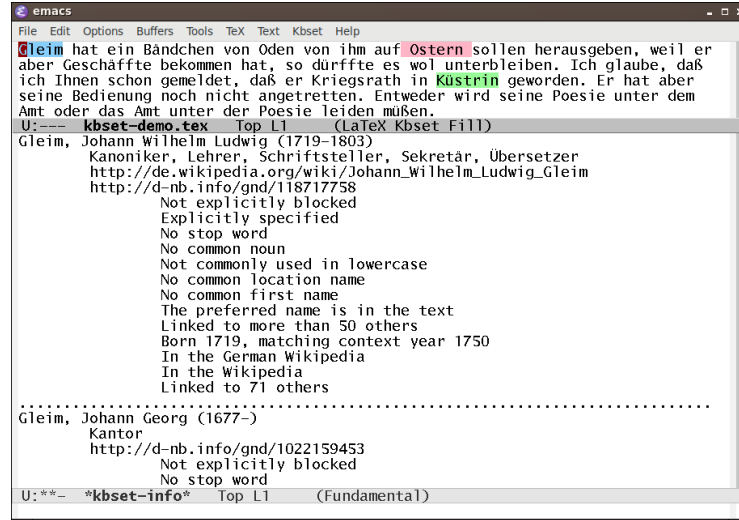 emacs
File Edit Options Buffers Tools TeX Text Kbset Help
Gleim hat ein Bändchen von Oden von ihm auf Ostern sollen herausgeben, weil er
aber Geschäffte bekommen hat, so dürffte es wol unterbleiben. Ich glaube, daß
ich Ihnen schon gemeldet, daß er Kriegsrath in Küstrin geworden. Er hat aber
seine Bedienung noch nicht angetretten. Entweder wird seine Poesie unter dem
Amt oder das Amt unter der Poesie leiden müßen.
U:--- kbset-demo.tex Top L1 (LaTeX Kbset Fill)
Gleim, Johann Wilhelm Ludwig (1719-1803)
Kanoniker, Lehrer, Schriftsteller, Sekretär, Übersetzer
http://de.wikipedia.org/wiki/Johann_Wilhelm_Ludwig_Gleim
http://d-nb.info/gnd/118717758
Not explicitly blocked
Explicitly specified
No stop word
No common noun
Not commonly used in lowercase
No common location name
No common first name
The preferred name is in the text
Linked to more than 50 others
Born 1719, matching context year 1750
In the German Wikipedia
In the Wikipedia
Linked to 71 others
................................................................................
Gleim, Johann Georg (1677-)
Kantor
http://d-nb.info/gnd/1022159453
Not explicitly blocked
No stop word
U:**- *kbset-info* Top L1 (Fundamental)